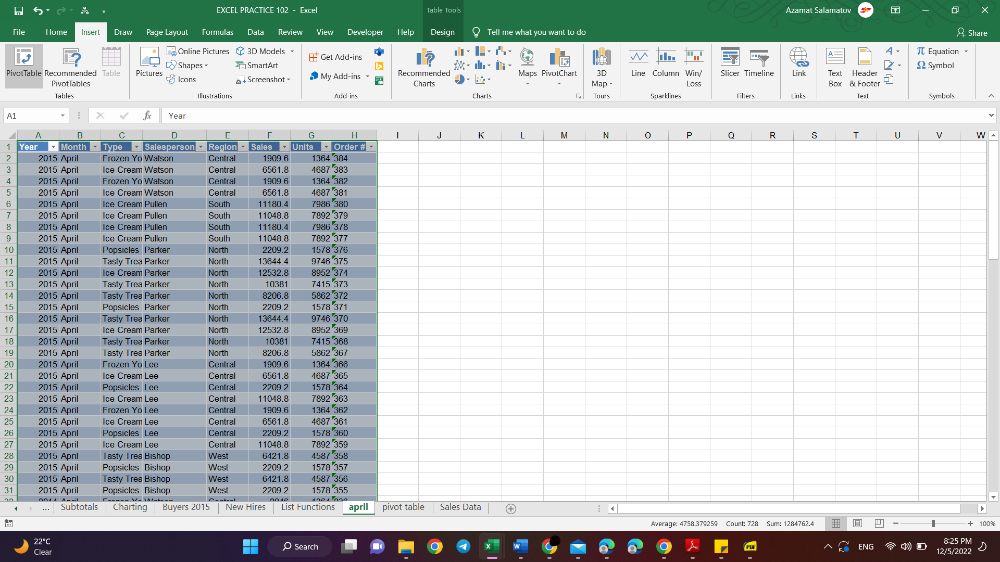 EXCEL PRACTICE 102 - Excel
Table Tools
Azamat Salamatov
File Home Insert Draw Page Layout Formulas Data Review View Developer Help Design Tell me what you want to do Share
PivotTable
Recommended PivotTables
Table
Tables
Pictures
Online Pictures
Shapes
Icons
3D Models
SmartArt
Screenshot
Illustrations
Get Add-ins
My Add-ins
Add-ins
Recommended Charts
Maps
PivotChart
Charts
3D Map
Tours
Line
Column
Win/ Loss
Sparklines
Slicer
Timeline
Filters
Link
Links
Text Box
Header & Footer
Text
Equation
Symbol
Symbols
A1 fx Year
A B C D E F G H I J K L M N O P Q R S T U V W
1 Year Month Type Salesperson Region Sales Units Order #
2 2015 April Frozen Yo Watson Central 1909.6 1364 384
3 2015 April Ice Cream Watson Central 6561.8 4687 383
4 2015 April Frozen Yo Watson Central 1909.6 1364 382
5 2015 April Ice Cream Watson Central 6561.8 4687 381
6 2015 April Ice Cream Pullen South 11180.4 7986 380
7 2015 April Ice Cream Pullen South 11048.8 7892 379
8 2015 April Ice Cream Pullen South 11180.4 7986 378
9 2015 April Ice Cream Pullen South 11048.8 7892 377
10 2015 April Popsicles Parker North 2209.2 1578 376
11 2015 April Tasty Trea Parker North 13644.4 9746 375
12 2015 April Ice Cream Parker North 12532.8 8952 374
13 2015 April Tasty Trea Parker North 10381 7415 373
14 2015 April Tasty Trea Parker North 8206.8 5862 372
15 2015 April Popsicles Parker North 2209.2 1578 371
16 2015 April Tasty Trea Parker North 13644.4 9746 370
17 2015 April Ice Cream Parker North 12532.8 8952 369
18 2015 April Tasty Trea Parker North 10381 7415 368
19 2015 April Tasty Trea Parker North 8206.8 5862 367
20 2015 April Frozen Yo Lee Central 1909.6 1364 366
21 2015 April Ice Cream Lee Central 6561.8 4687 365
22 2015 April Popsicles Lee Central 2209.2 1578 364
23 2015 April Ice Cream Lee Central 11048.8 7892 363
24 2015 April Frozen Yo Lee Central 1909.6 1364 362
25 2015 April Ice Cream Lee Central 6561.8 4687 361
26 2015 April Popsicles Lee Central 2209.2 1578 360
27 2015 April Ice Cream Lee Central 11048.8 7892 359
28 2015 April Tasty Trea Bishop West 6421.8 4587 358
29 2015 April Popsicles Bishop West 2209.2 1578 357
30 2015 April Tasty Trea Bishop West 6421.8 4587 356
31 2015 April Popsicles Bishop West 2209.2 1578 355
... Subtotals Charting Buyers 2015 New Hires List Functions april pivot table Sales Data
Average: 4758.379259 Count: 728 Sum: 1284762.4 100%
22°C
Clear
Search
PDF
ENG
8:25 PM
12/5/2022